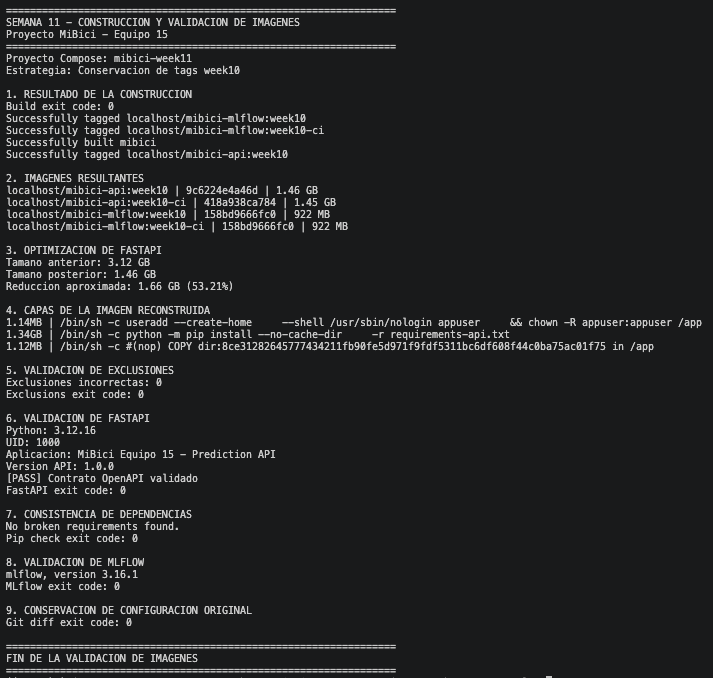 ============================================================
SEMANA 11 - CONSTRUCCION Y VALIDACION DE IMAGENES
Proyecto MiBici - Equipo 15
============================================================
Proyecto Compose: mibici-week11
Estrategia: Conservacion de tags week10
1. RESULTADO DE LA CONSTRUCCION
Build exit code: 0
Successfully tagged localhost/mibici-mlflow:week10
Successfully tagged localhost/mibici-mlflow:week10-ci
Successfully built mibici
Successfully tagged localhost/mibici-api:week10
2. IMAGENES RESULTANTES
localhost/mibici-api:week10 | 9c6224e4a46d | 1.46 GB
localhost/mibici-api:week10-ci | 418a938ca784 | 1.45 GB
localhost/mibici-mlflow:week10 | 158bd9666fc0 | 922 MB
localhost/mibici-mlflow:week10-ci | 158bd9666fc0 | 922 MB
3. OPTIMIZACION DE FASTAPI
Tamano anterior: 3.12 GB
Tamano posterior: 1.46 GB
Reduccion aproximada: 1.66 GB (53.21%)
4. CAPAS DE LA IMAGEN RECONSTRUIDA
1.14MB | /bin/sh -c useradd --create-home     --shell /usr/sbin/nologin appuser     && chown -R appuser:appuser /app
1.34GB | /bin/sh -c python -m pip install --no-cache-dir     -r requirements-api.txt
1.12MB | /bin/sh -c #(nop) COPY dir:8ce31282645777434211fb90fe5d971f9fdf5311bc6df608f44c0ba75ac01f75 in /app
5. VALIDACION DE EXCLUSIONES
Exclusiones incorrectas: 0
Exclusions exit code: 0
6. VALIDACION DE FASTAPI
Python: 3.12.16
UID: 1000
Aplicacion: MiBici Equipo 15 - Prediction API
Version API: 1.0.0
[PASS] Contrato OpenAPI validado
FastAPI exit code: 0
7. CONSISTENCIA DE DEPENDENCIAS
No broken requirements found.
Pip check exit code: 0
8. VALIDACION DE MLFLOW
mlflow, version 3.16.1
MLflow exit code: 0
9. CONSERVACION DE CONFIGURACION ORIGINAL
Git diff exit code: 0
============================================================
FIN DE LA VALIDACION DE IMAGENES
============================================================